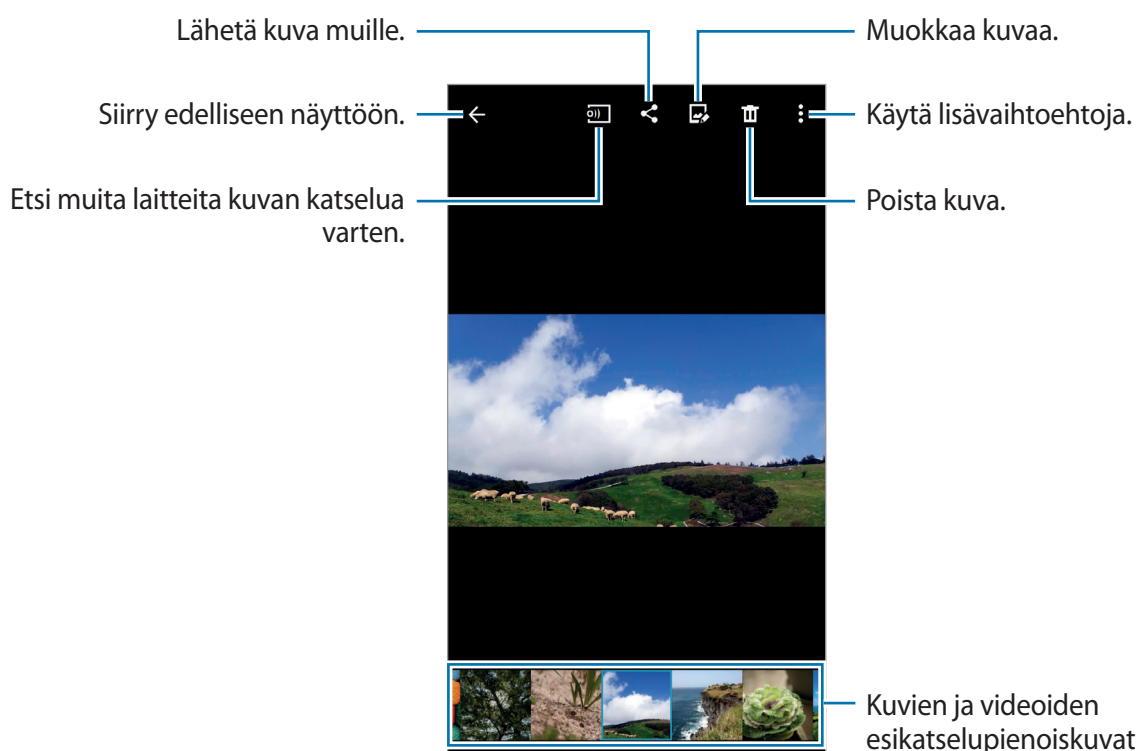 Lähetä kuva muille.
Muokkaa kuvaa.
Siirry edelliseen näyttöön.
Käytä lisävaihtoehtoja.
Etsi muita laitteita kuvan katselua
varten.
Poista kuva.
Kuvien ja videoiden
esikatselupienoiskuvat